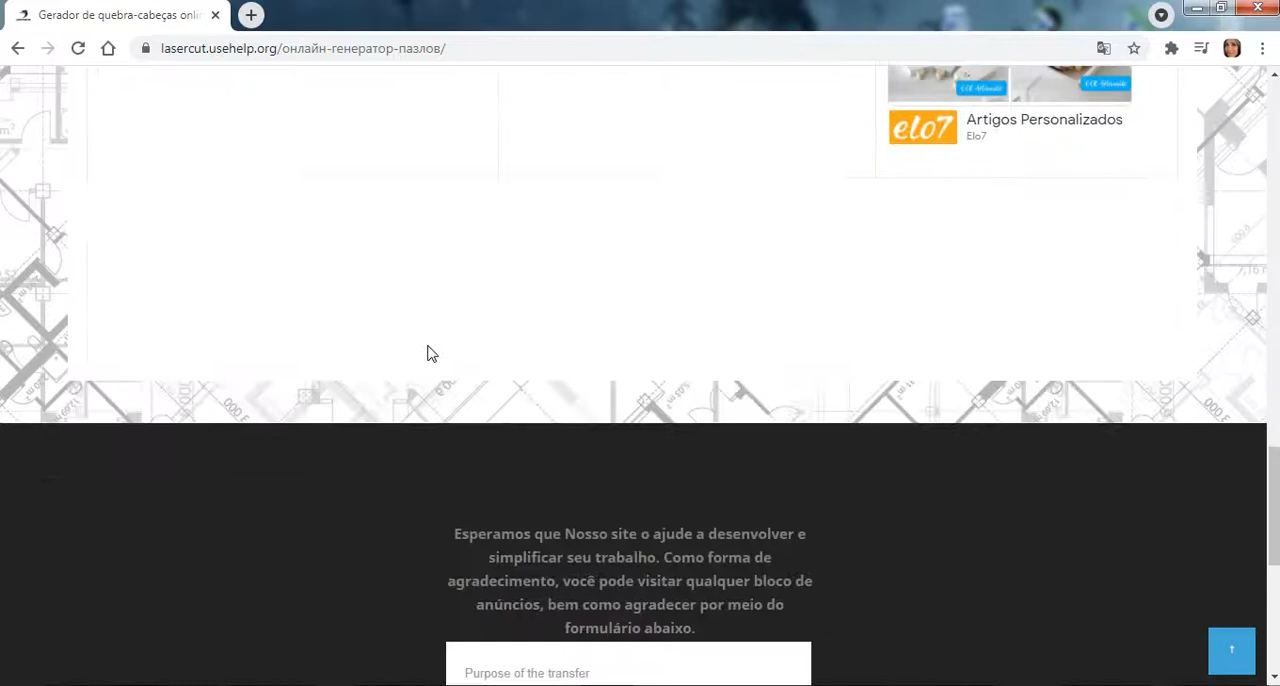 Gerador de quebra-cabeças onli
lasercut.usehelp.org/онлайн-генератор-пазлов/
elo7
Artigos Personalizados
Elo7
Esperamos que Nosso site o ajude a desenvolver e
simplificar seu trabalho. Como forma de
agradecimento, você pode visitar qualquer bloco de
anúncios, bem como agradecer por meio do
formulário abaixo.
Purpose of the transfer